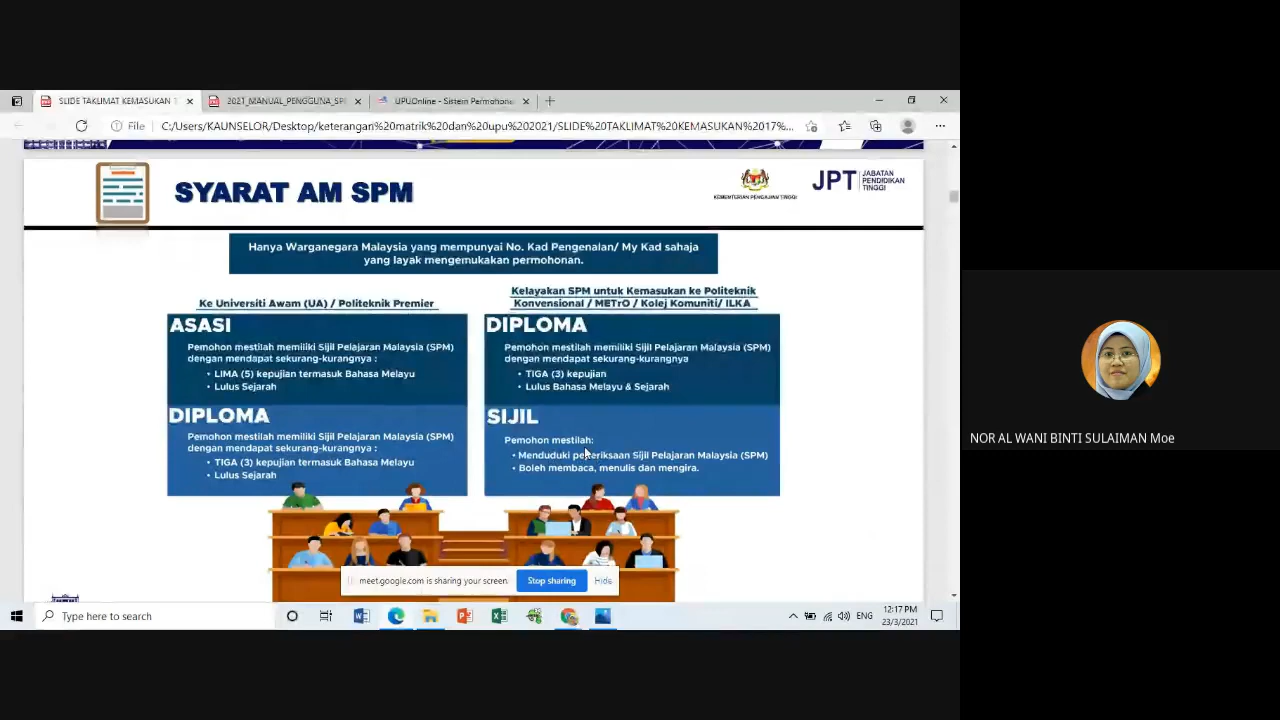 SLIDE TAKLIMAT KEMASUKAN 1
2021_MANUAL_PENGGUNA_SP
UPUOnline - Sistem Permohon
File
C:/Users/KAUNSELOR/Desktop/keterangan%20matrik%20dan%20upu%202021/SLIDE%20TAKLIMAT%20KEMASUKAN%2017%...
SYARAT AM SPM
KEMENTERIAN PENGAJIAN TINGGI
JPT
JABATAN
PENDIDIKAN
TINGGI
Hanya Warganegara Malaysia yang mempunyai No. Kad Pengenalan/ My Kad sahaja
yang layak mengemukakan permohonan.
Ke Universiti Awam (UA) / Politeknik Premier
ASASI
Pemohon mestilah memiliki Sijil Pelajaran Malaysia (SPM)
dengan mendapat sekurang-kurangnya :
• LIMA (5) kepujian termasuk Bahasa Melayu
• Lulus Sejarah
DIPLOMA
Pemohon mestilah memiliki Sijil Pelajaran Malaysia (SPM)
dengan mendapat sekurang-kurangnya :
• TIGA (3) kepujian termasuk Bahasa Melayu
• Lulus Sejarah
Kelayakan SPM untuk Kemasukan ke Politeknik
Konvensional / METrO / Kolej Komuniti/ ILKA
DIPLOMA
Pemohon mestilah memiliki Sijil Pelajaran Malaysia (SPM)
dengan mendapat sekurang-kurangnya
• TIGA (3) kepujian
• Lulus Bahasa Melayu & Sejarah
SIJIL
Pemohon mestilah:
• Menduduki peperiksaan Sijil Pelajaran Malaysia (SPM)
• Boleh membaca, menulis dan mengira.
meet.google.com is sharing your screen.
Stop sharing
Hide
Type here to search
ENG
12:17 PM
23/3/2021
NOR AL WANI BINTI SULAIMAN Moe